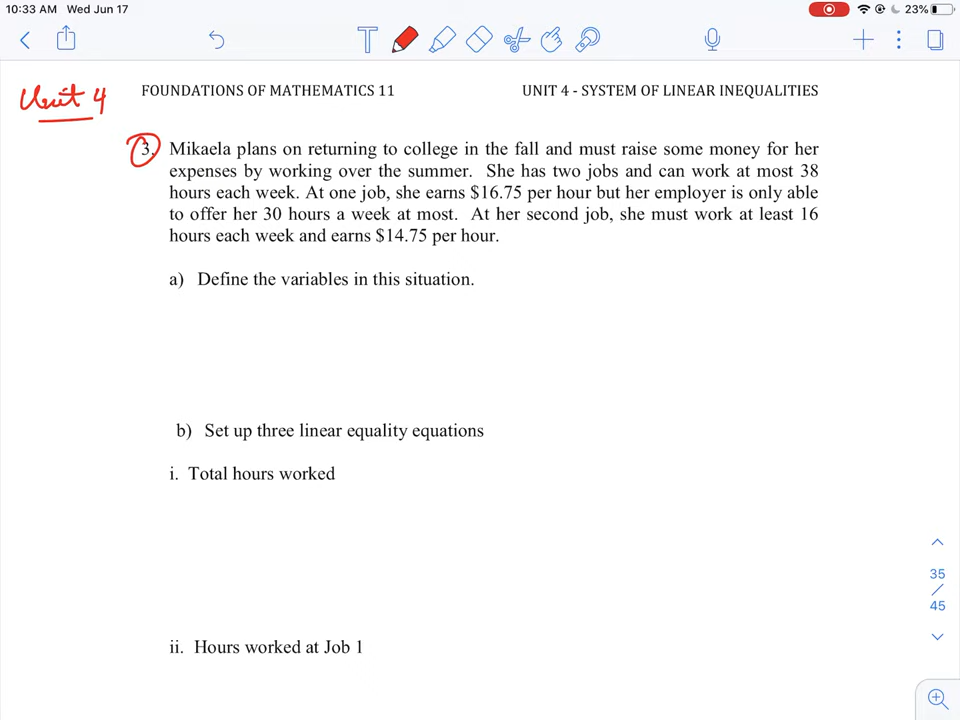 10:33 AM Wed Jun 17
23%
Unit 4
FOUNDATIONS OF MATHEMATICS 11 UNIT 4 - SYSTEM OF LINEAR INEQUALITIES
3. Mikaela plans on returning to college in the fall and must raise some money for her
expenses by working over the summer. She has two jobs and can work at most 38
hours each week. At one job, she earns $16.75 per hour but her employer is only able
to offer her 30 hours a week at most. At her second job, she must work at least 16
hours each week and earns $14.75 per hour.
a) Define the variables in this situation.
b) Set up three linear equality equations
i. Total hours worked
35
/
45
ii. Hours worked at Job 1